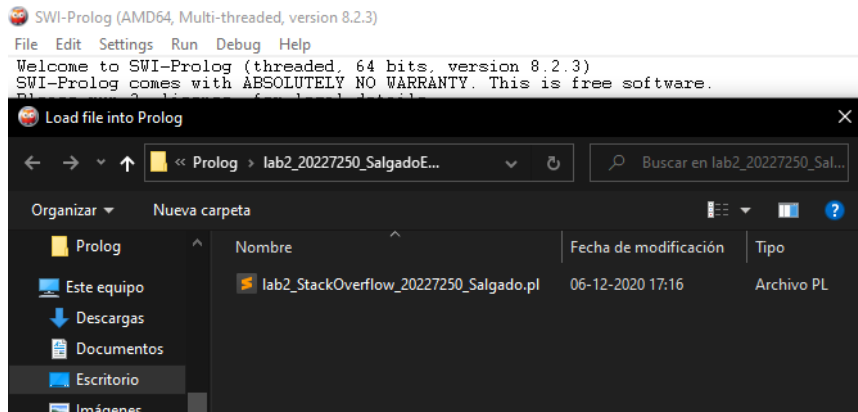 SWI-Prolog (AMD64, Multi-threaded, version 8.2.3)
File Edit Settings Run Debug Help
Welcome to SWI-Prolog (threaded, 64 bits, version 8.2.3)
SWI-Prolog comes with ABSOLUTELY NO WARRANTY. This is free software.
Load file into Prolog
« Prolog > lab2_20227250_SalgadoE...
Buscar en lab2_20227250_Sal...
Organizar Nueva carpeta
Prolog
Nombre Fecha de modificación Tipo
Este equipo
lab2_StackOverflow_20227250_Salgado.pl 06-12-2020 17:16 Archivo PL
Descargas
Documentos
Escritorio
Imágenes